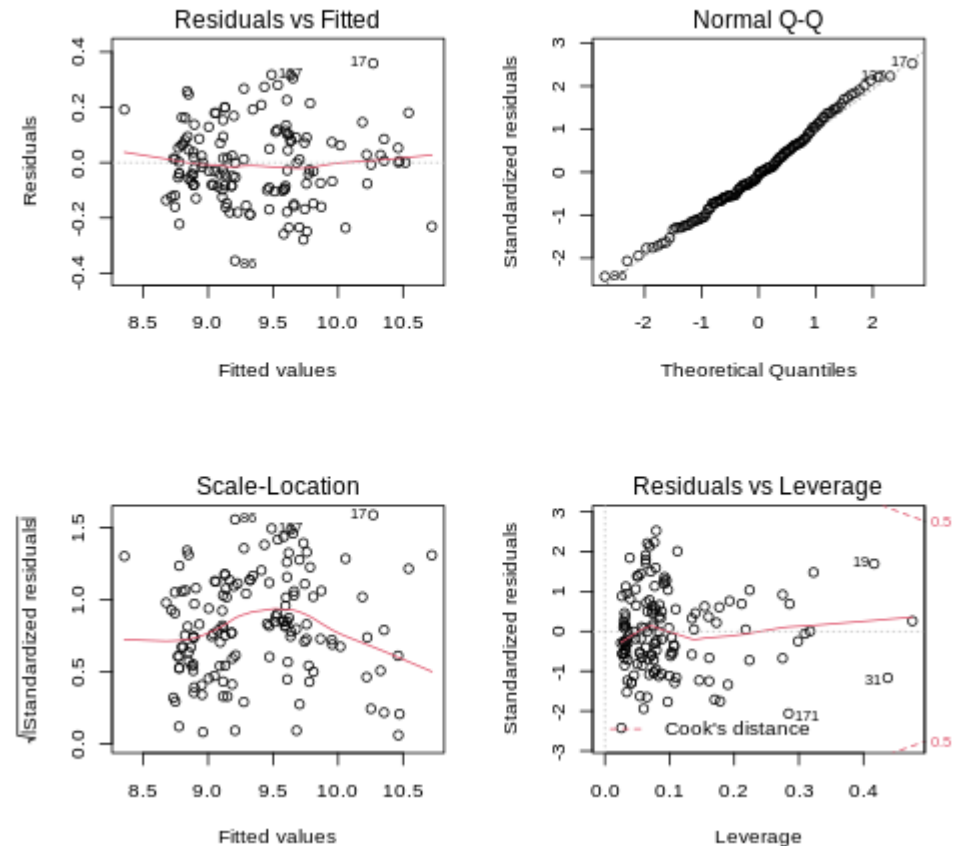 Residuals vs Fitted
Residuals
0.4
0.2
0.0
-0.2
-0.4
17
86
8.5 9.0 9.5 10.0 10.5
Fitted values
Normal Q-Q
Standardized residuals
3
2
1
0
-1
-2
17
86
-2 -1 0 1 2
Theoretical Quantiles
Scale-Location
√|Standardized residuals|
1.5
1.0
0.5
0.0
86
17
8.5 9.0 9.5 10.0 10.5
Fitted values
Residuals vs Leverage
Standardized residuals
3
2
1
0
-1
-2
-3
0.5
19
31
171
Cook's distance
0.5
0.0 0.1 0.2 0.3 0.4
Leverage